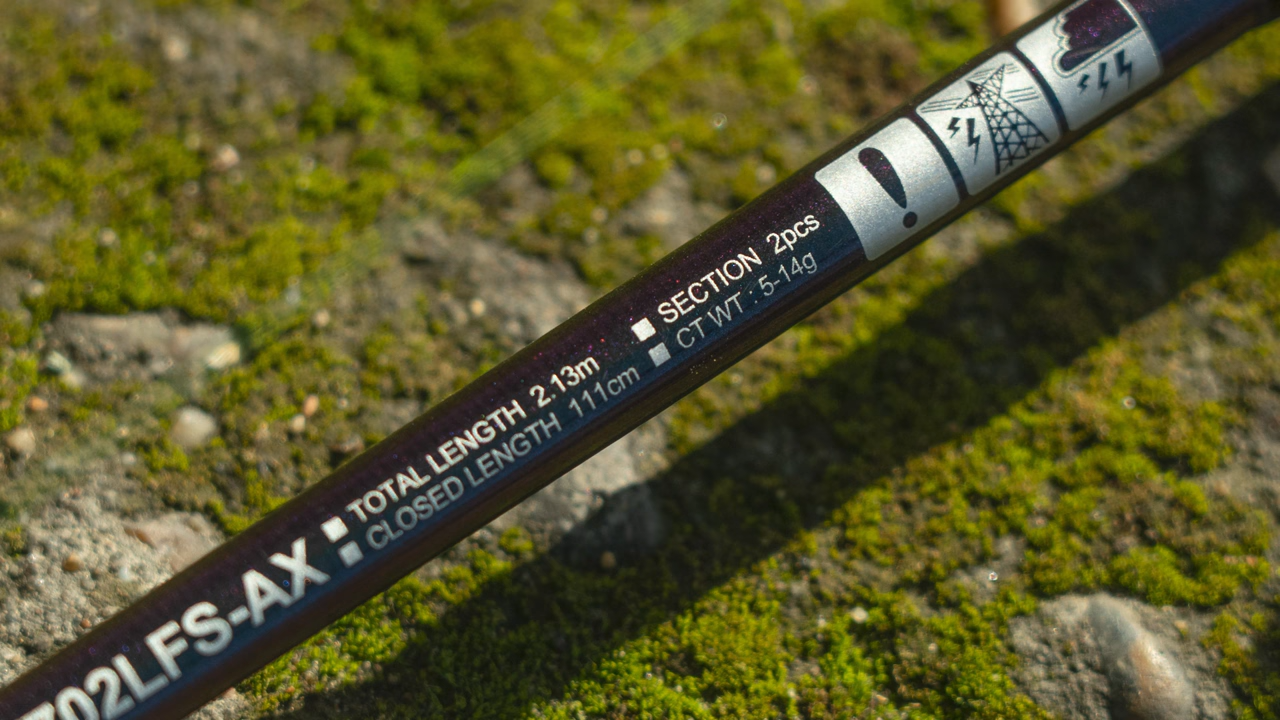 702LFS-AX
TOTAL LENGTH 2.13m
CLOSED LENGTH 111cm
SECTION 2pcs
CT WT : 5-14g
!